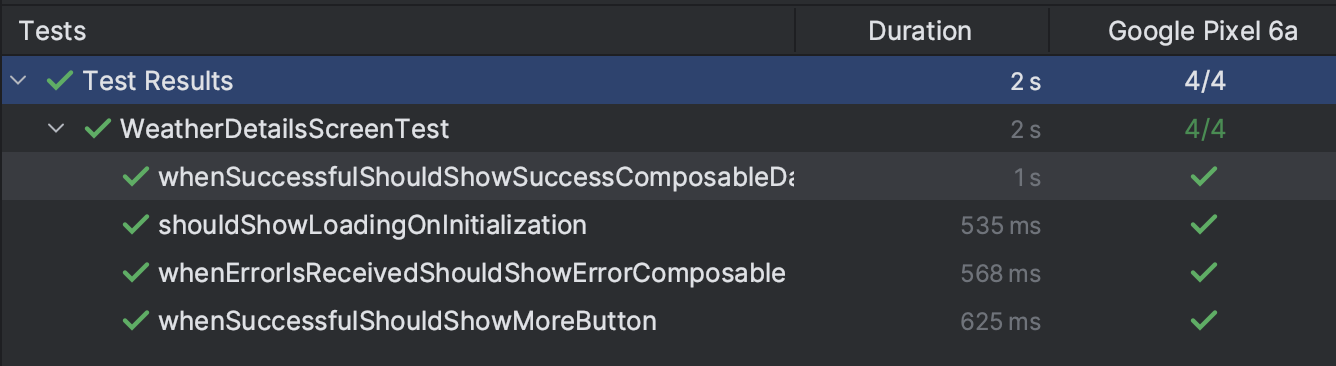 Tests Duration Google Pixel 6a
Test Results 2 s 4/4
WeatherDetailsScreenTest 2 s 4/4
whenSuccessfulShouldShowSuccessComposableDa 1 s
shouldShowLoadingOnInitialization 535 ms
whenErrorIsReceivedShouldShowErrorComposable 568 ms
whenSuccessfulShouldShowMoreButton 625 ms